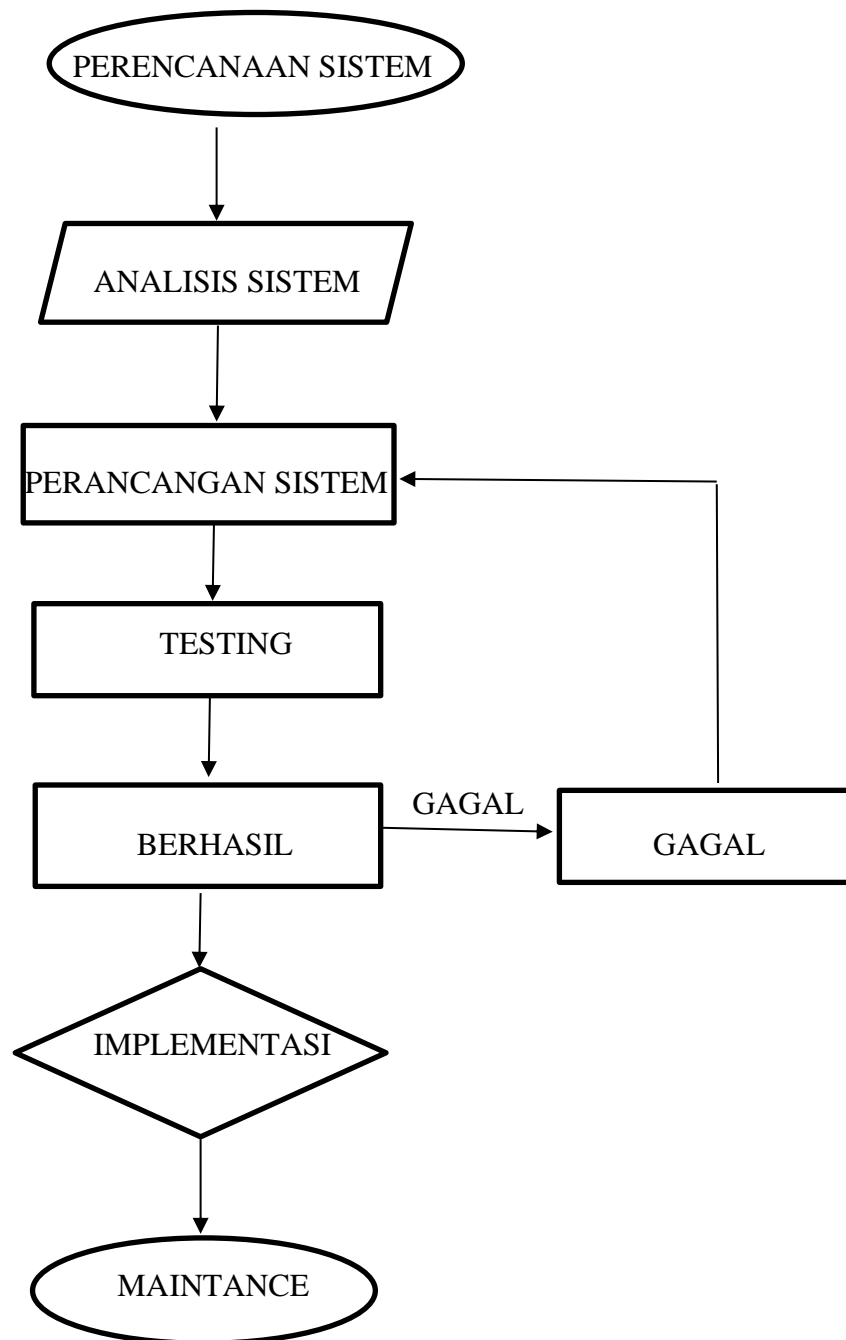 PERENCANAAN SISTEM
ANALISIS SISTEM
PERANCANGAN SISTEM
TESTING
BERHASIL
GAGAL
GAGAL
IMPLEMENTASI
MAINTANCE